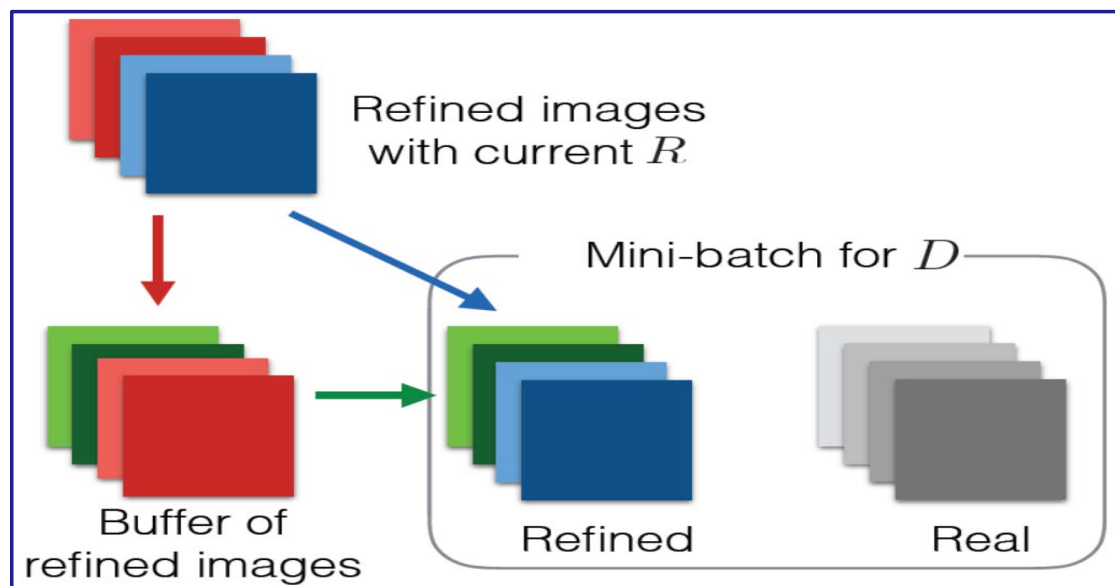 Refined images
with current R
Mini-batch for D
Buffer of
refined images
Refined
Real